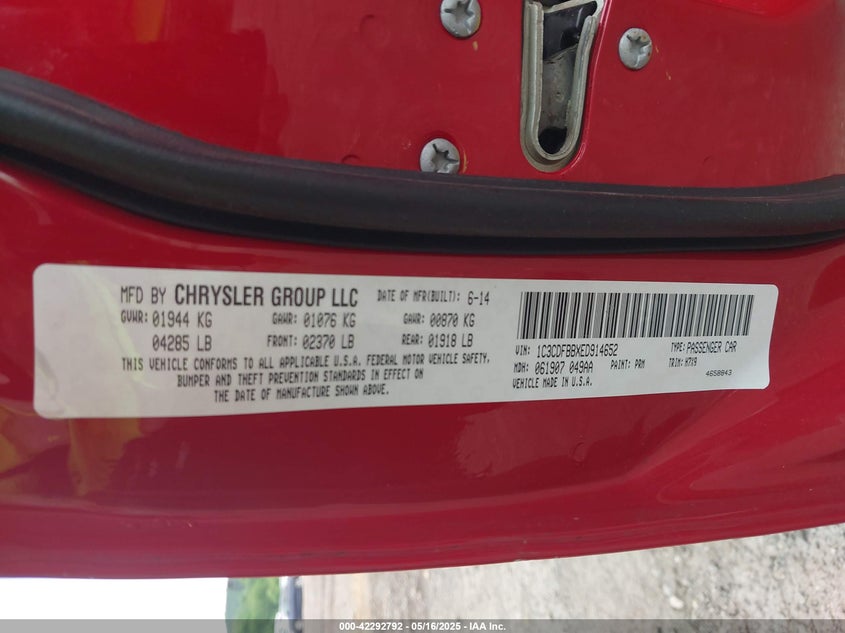 MFD BY CHRYSLER GROUP LLC DATE OF MFR(BUILT): 6-14
GVWR: 01944 KG GAWR: 01076 KG GAWR: 00870 KG
04285 LB FRONT: 02370 LB REAR: 01918 LB
THIS VEHICLE CONFORMS TO ALL APPLICABLE U.S.A. FEDERAL MOTOR VEHICLE SAFETY,
BUMPER AND THEFT PREVENTION STANDARDS IN EFFECT ON
THE DATE OF MANUFACTURE SHOWN ABOVE.
VIN: 1C3CDFBBXED914652 TYPE: PASSENGER CAR
MDH: 061907 049AA PAINT: PRM TRIM: K7X9
VEHICLE MADE IN U.S.A. 4658843
000-42292792 - 05/16/2025 - IAA Inc.